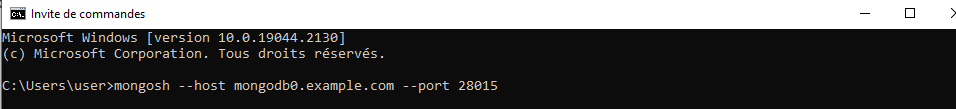 Invite de commandes
Microsoft Windows [version 10.0.19044.2130]
(c) Microsoft Corporation. Tous droits réservés.
C:\Users\user>mongosh --host mongodb0.example.com --port 28015